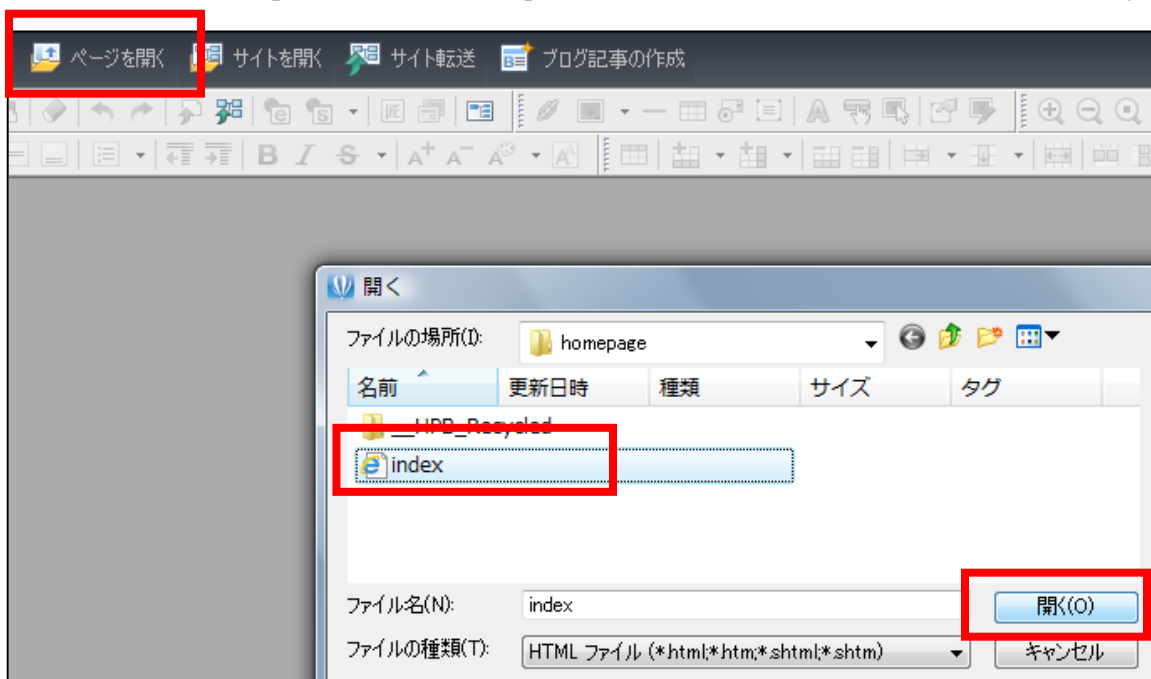 ページを開く サイトを開く サイト転送 ブログ記事の作成
B I S A+ A- A
開く
ファイルの場所(I): homepage
名前 更新日時 種類 サイズ タグ
__HPB_Recycled
index
ファイル名(N): index 開く(O)
ファイルの種類(T): HTML ファイル (*.html;*.htm;*.shtml;*.shtm) キャンセル